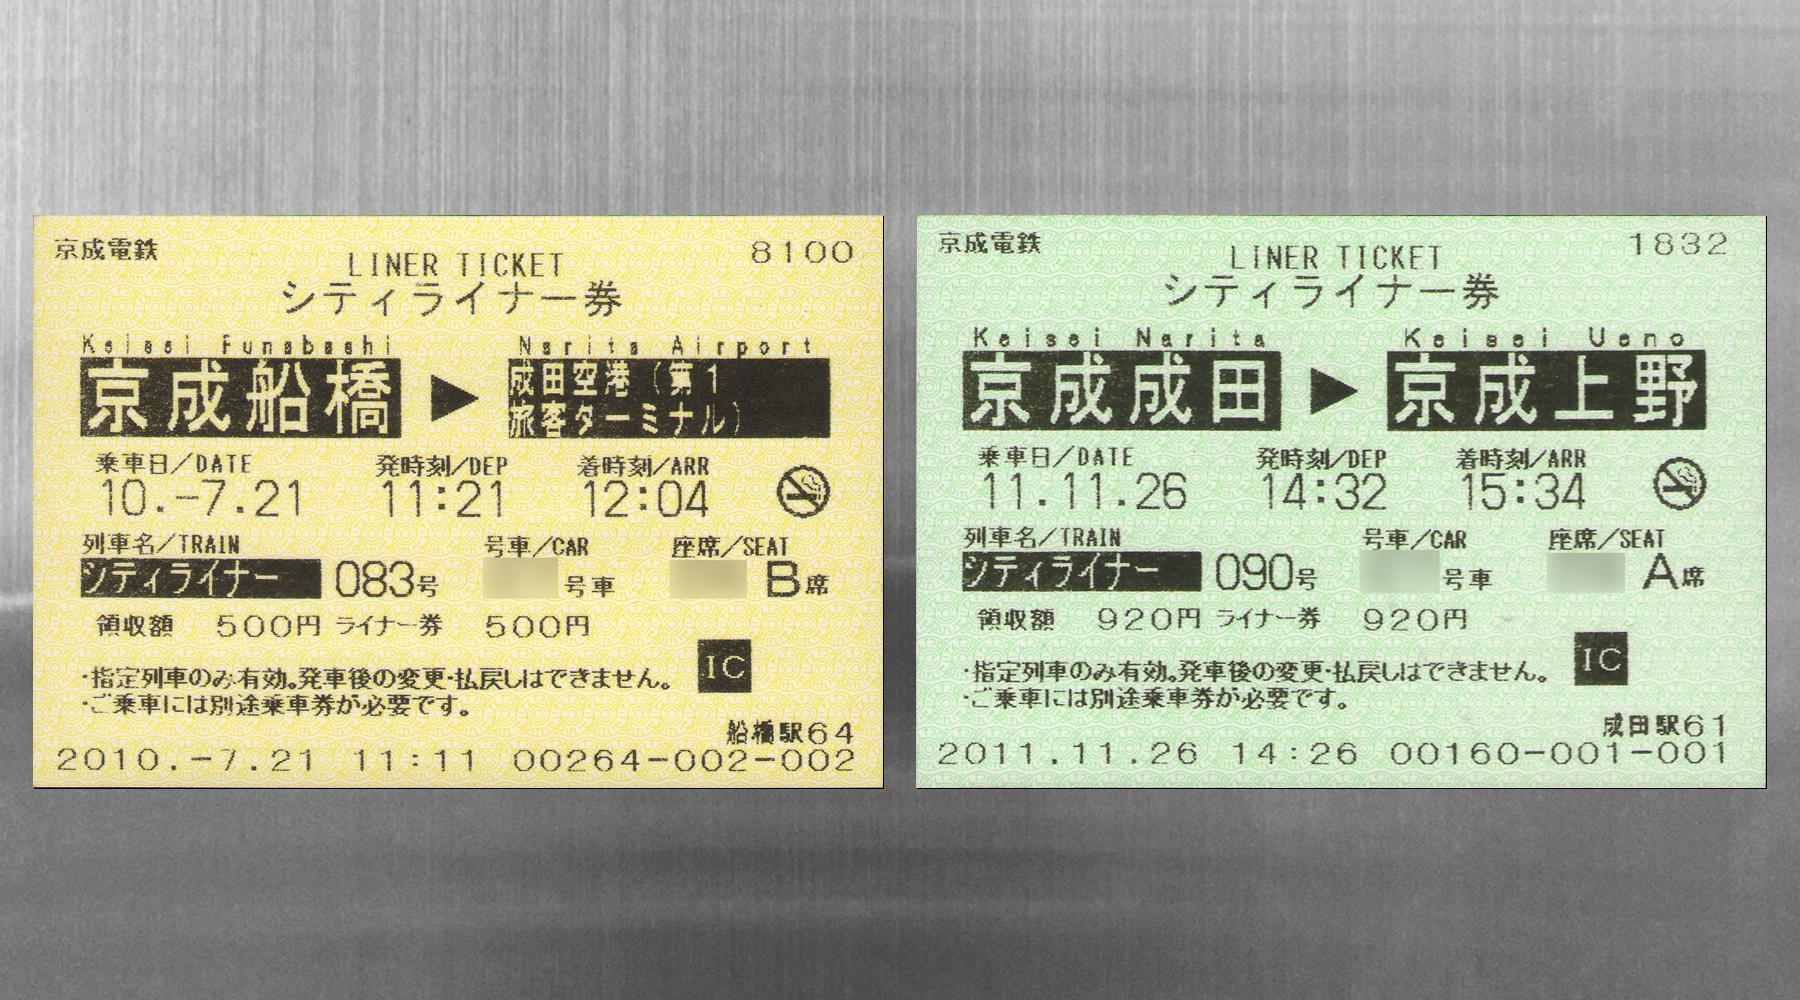 京成電鉄 8100
LINER TICKET
シティライナー券
Keisei Funabashi Narita Airport
京成船橋 ▶ 成田空港(第1
旅客ターミナル)
乗車日/DATE 発時刻/DEP 着時刻/ARR
10.-7.21 11:21 12:04
列車名/TRAIN 号車/CAR 座席/SEAT
シティライナー 083号 号車 B席
領収額 500円 ライナー券 500円
IC
・指定列車のみ有効。発車後の変更・払戻しはできません。
・ご乗車には別途乗車券が必要です。
船橋駅64
2010.-7.21 11:11 00264-002-002
京成電鉄 1832
LINER TICKET
シティライナー券
Keisei Narita Keisei Ueno
京成成田 ▶ 京成上野
乗車日/DATE 発時刻/DEP 着時刻/ARR
11.11.26 14:32 15:34
列車名/TRAIN 号車/CAR 座席/SEAT
シティライナー 090号 号車 A席
領収額 920円 ライナー券 920円
IC
・指定列車のみ有効。発車後の変更・払戻しはできません。
・ご乗車には別途乗車券が必要です。
成田駅61
2011.11.26 14:26 00160-001-001